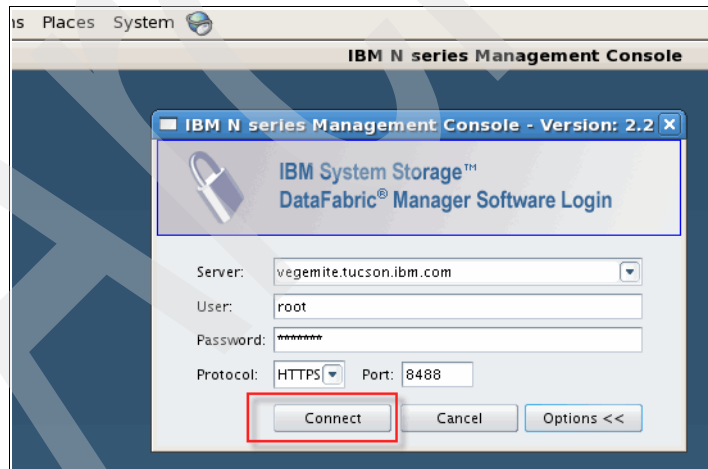 ns Places System
IBM N series Management Console
IBM N series Management Console - Version: 2.2
IBM System Storage™
DataFabric® Manager Software Login
Server: vegemite.tucson.ibm.com
User: root
Password: *******
Protocol: HTTPS Port: 8488
Connect Cancel Options <<